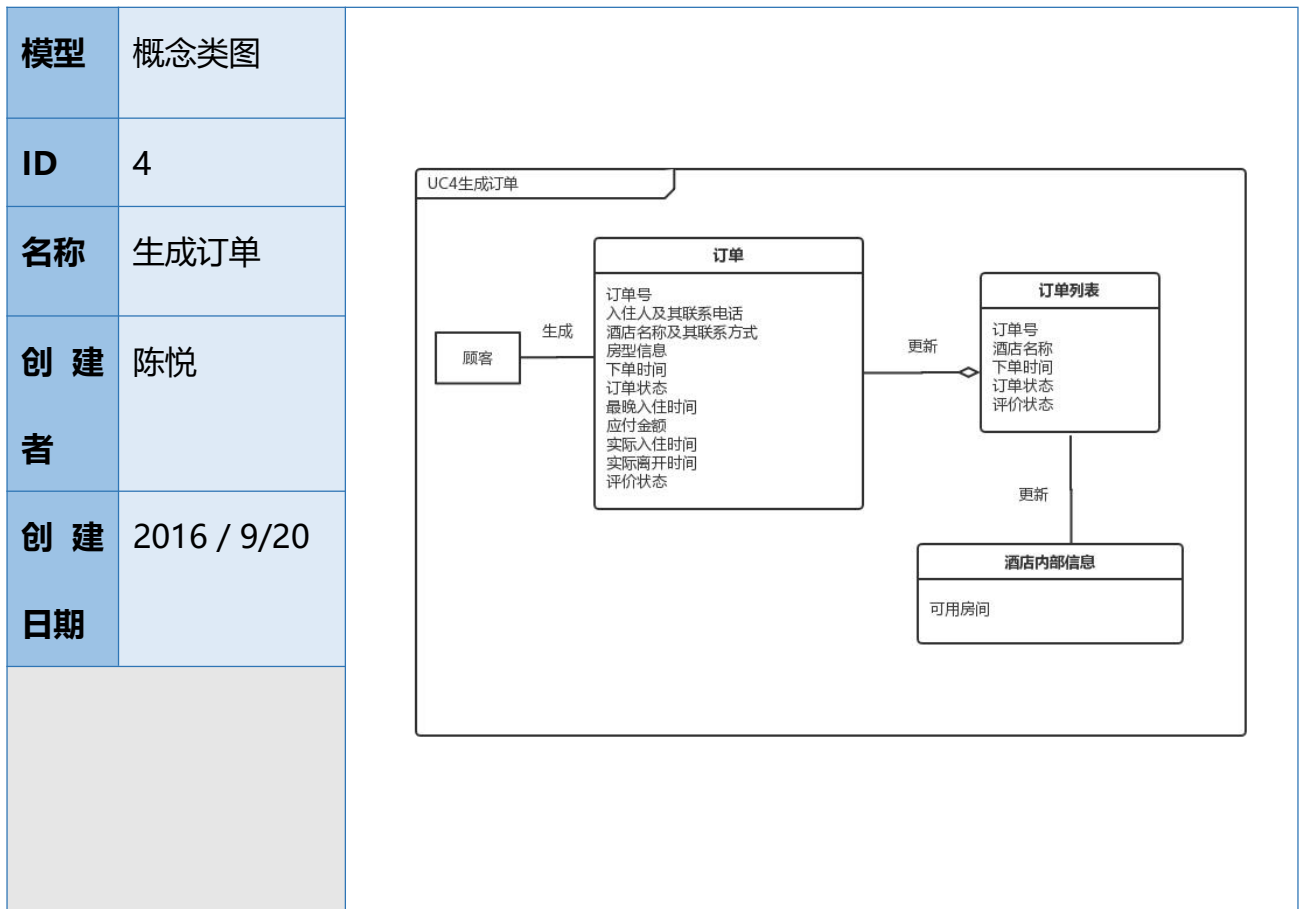 模型
概念类图
ID
4
名称
生成订单
创 建
者
陈悦
创 建
日期
2016 / 9/20
UC4生成订单
顾客
生成
订单
订单号
入住人及其联系电话
酒店名称及其联系方式
房型信息
下单时间
订单状态
最晚入住时间
应付金额
实际入住时间
实际离开时间
评价状态
更新
订单列表
订单号
酒店名称
下单时间
订单状态
评价状态
更新
酒店内部信息
可用房间